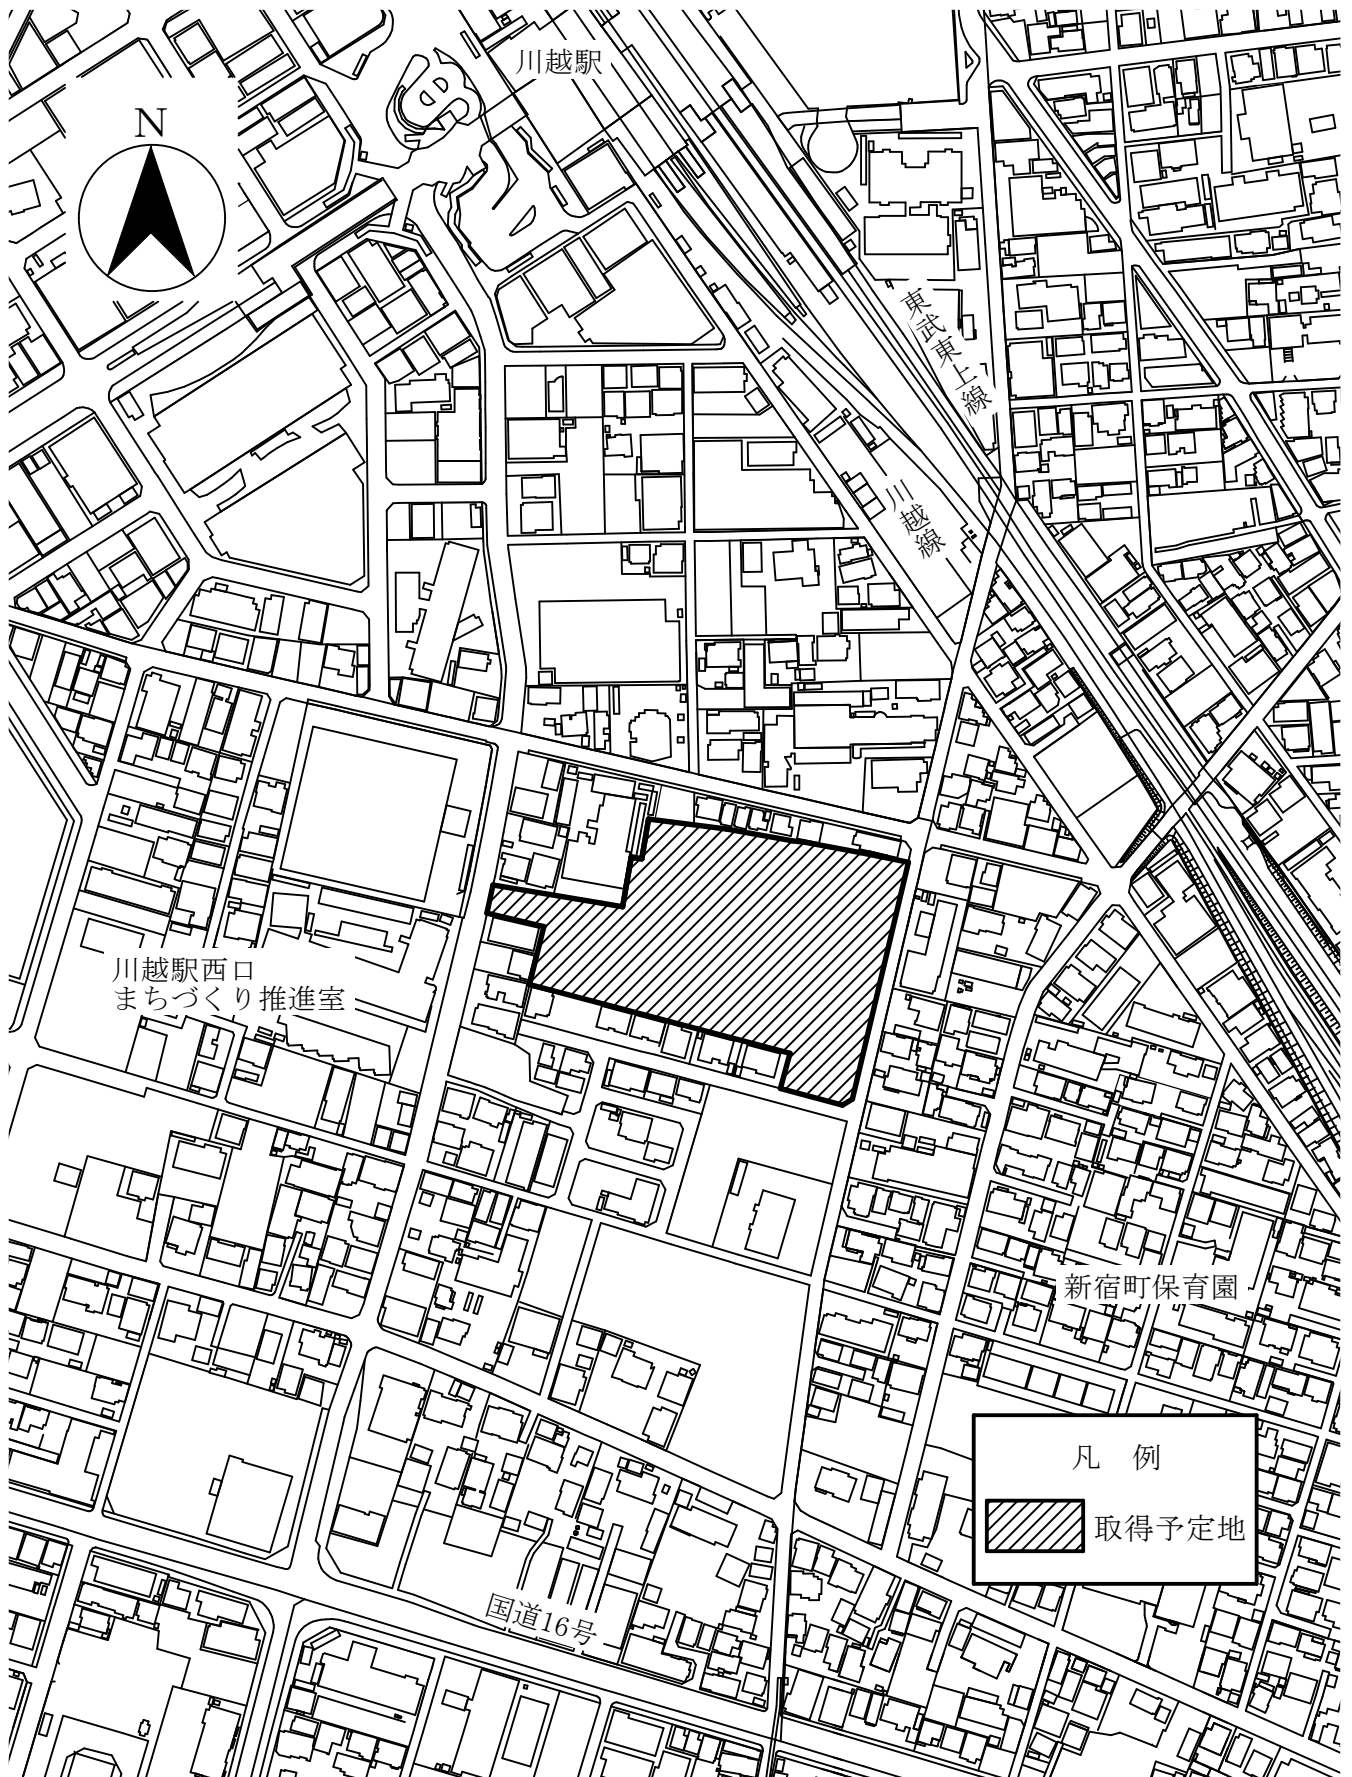 川越駅
N
東武東上線
川越線
川越駅西口
まちづくり推進室
新宿町保育園
凡 例
取得予定地
国道16号